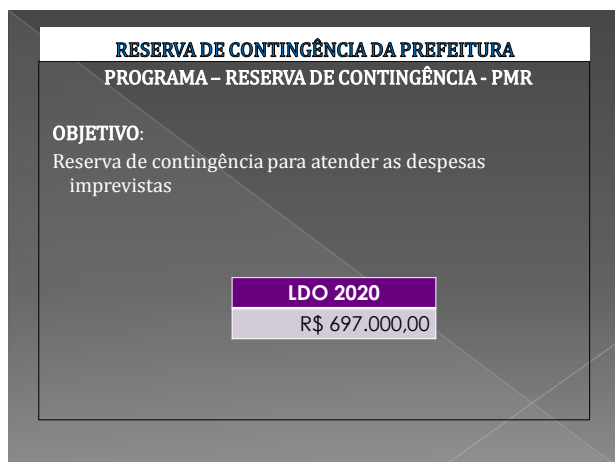 RESERVA DE CONTINGÊNCIA DA PREFEITURA
PROGRAMA – RESERVA DE CONTINGÊNCIA - PMR
OBJETIVO:
Reserva de contingência para atender as despesas
imprevistas
LDO 2020
R$ 697.000,00